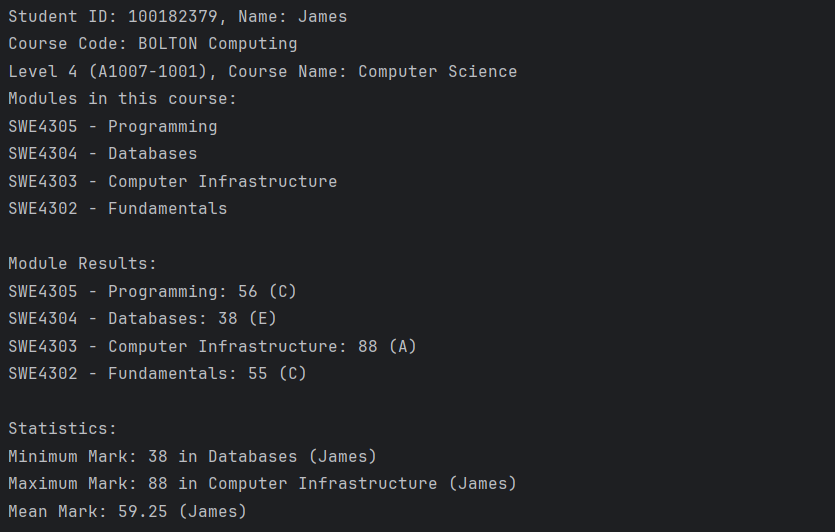 Student ID: 100182379, Name: James
Course Code: BOLTON Computing
Level 4 (A1007-1001), Course Name: Computer Science
Modules in this course:
SWE4305 - Programming
SWE4304 - Databases
SWE4303 - Computer Infrastructure
SWE4302 - Fundamentals

Module Results:
SWE4305 - Programming: 56 (C)
SWE4304 - Databases: 38 (E)
SWE4303 - Computer Infrastructure: 88 (A)
SWE4302 - Fundamentals: 55 (C)

Statistics:
Minimum Mark: 38 in Databases (James)
Maximum Mark: 88 in Computer Infrastructure (James)
Mean Mark: 59.25 (James)